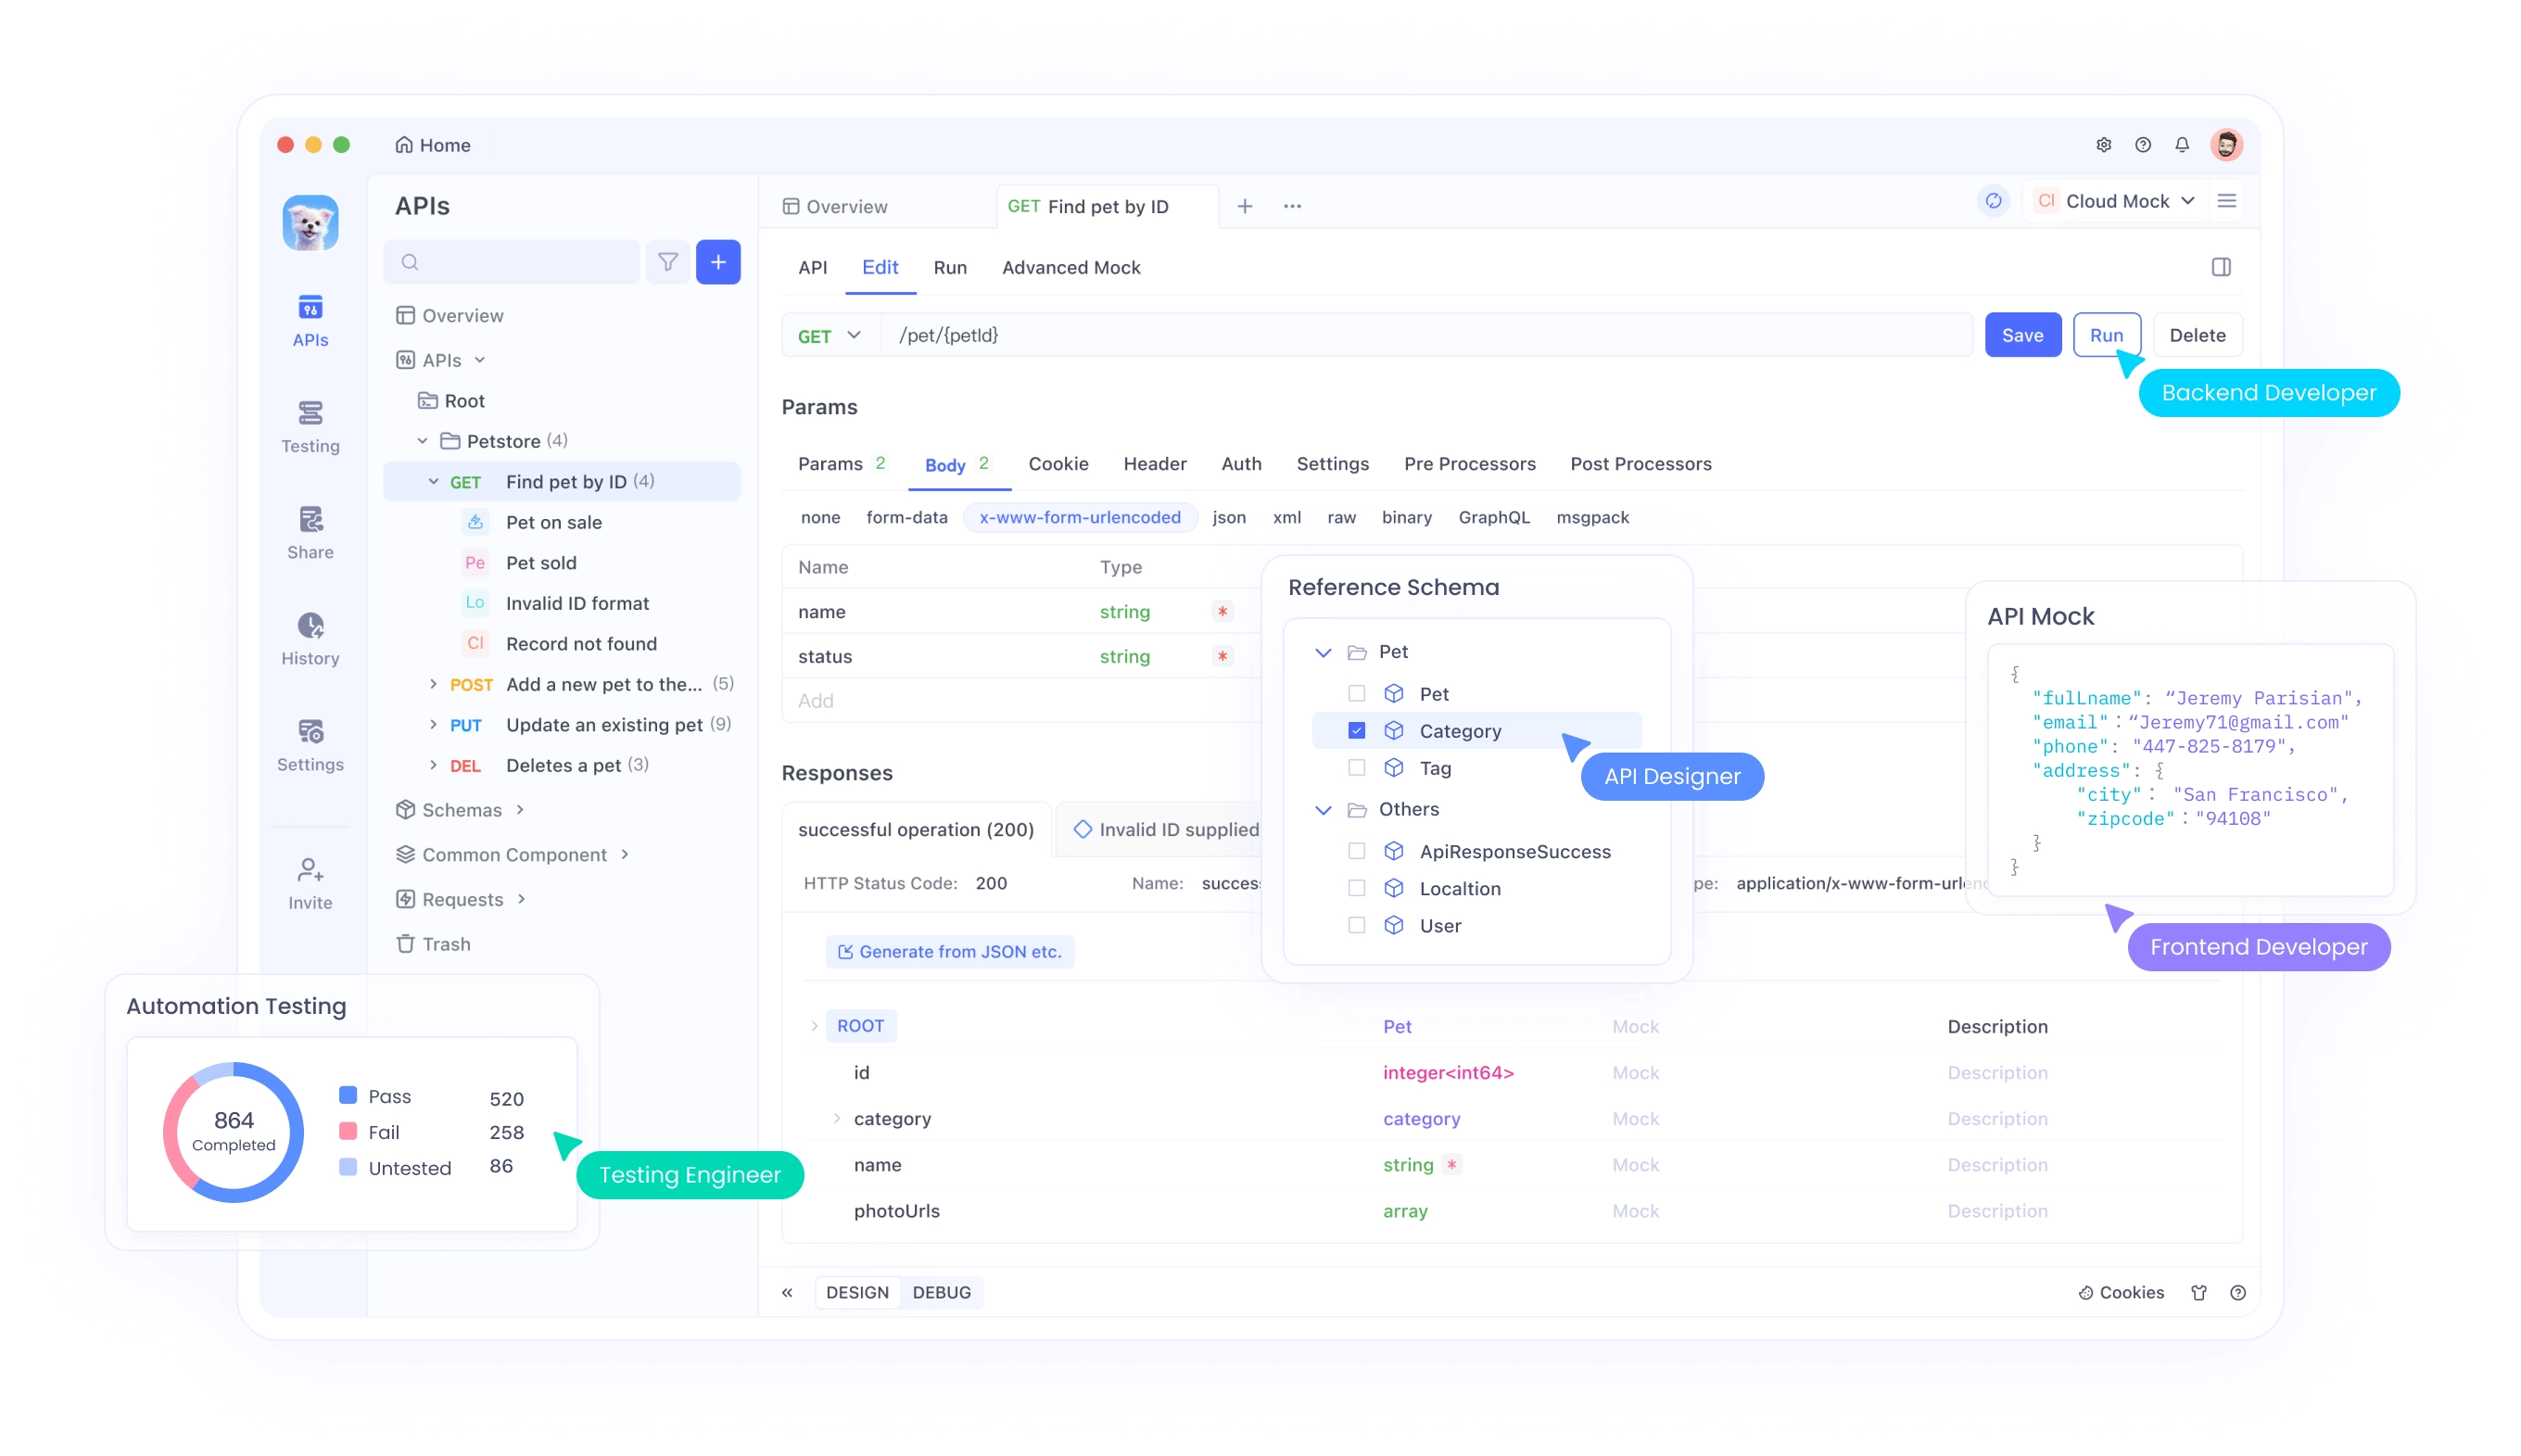 Home
CI Cloud Mock
APIs
Overview
GET Find pet by ID
API Edit Run Advanced Mock
GET /pet/{petId} Save Run Delete
Backend Developer
APIs
Testing
Share
History
Settings
Invite
Overview
APIs
Root
Petstore (4)
GET Find pet by ID (4)
Pet on sale
Pe Pet sold
Lo Invalid ID format
CI Record not found
POST Add a new pet to the... (5)
PUT Update an existing pet (9)
DEL Deletes a pet (3)
Schemas
Common Component
Requests
Trash
Params
Params 2 Body 2 Cookie Header Auth Settings Pre Processors Post Processors
none form-data x-www-form-urlencoded json xml raw binary GraphQL msgpack
Name Type
name string *
status string *
Add
Responses
successful operation (200) Invalid ID supplied
HTTP Status Code: 200 Name: succes
pe: application/x-www-form-urlenc
Generate from JSON etc.
ROOT Pet Mock Description
id integer<int64> Mock Description
category category Mock Description
name string * Mock Description
photoUrls array Mock Description
DESIGN DEBUG
Cookies
Reference Schema
Pet
Pet
Category
Tag
Others
ApiResponseSuccess
Localtion
User
API Designer
API Mock
{
"fulLname": “Jeremy Parisian",
"email":“Jeremy71@gmail.com"
"phone": "447-825-8179",
"address": {
"city": "San Francisco",
"zipcode":"94108"
}
}
Frontend Developer
Automation Testing
864
Completed
Pass 520
Fail 258
Untested 86
Testing Engineer